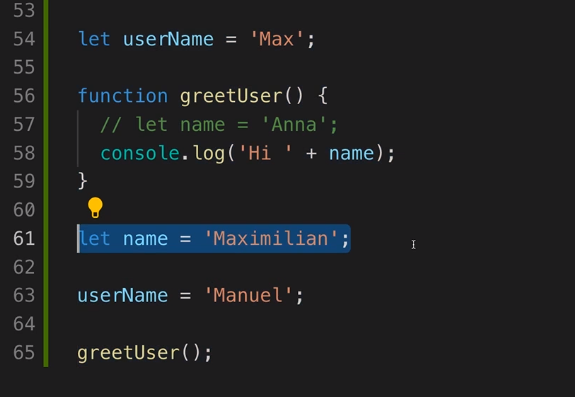 53
54 let userName = 'Max';
55
56 function greetUser() {
57 // let name = 'Anna';
58 console.log('Hi ' + name);
59 }
60
61 let name = 'Maximilian';
62
63 userName = 'Manuel';
64
65 greetUser();